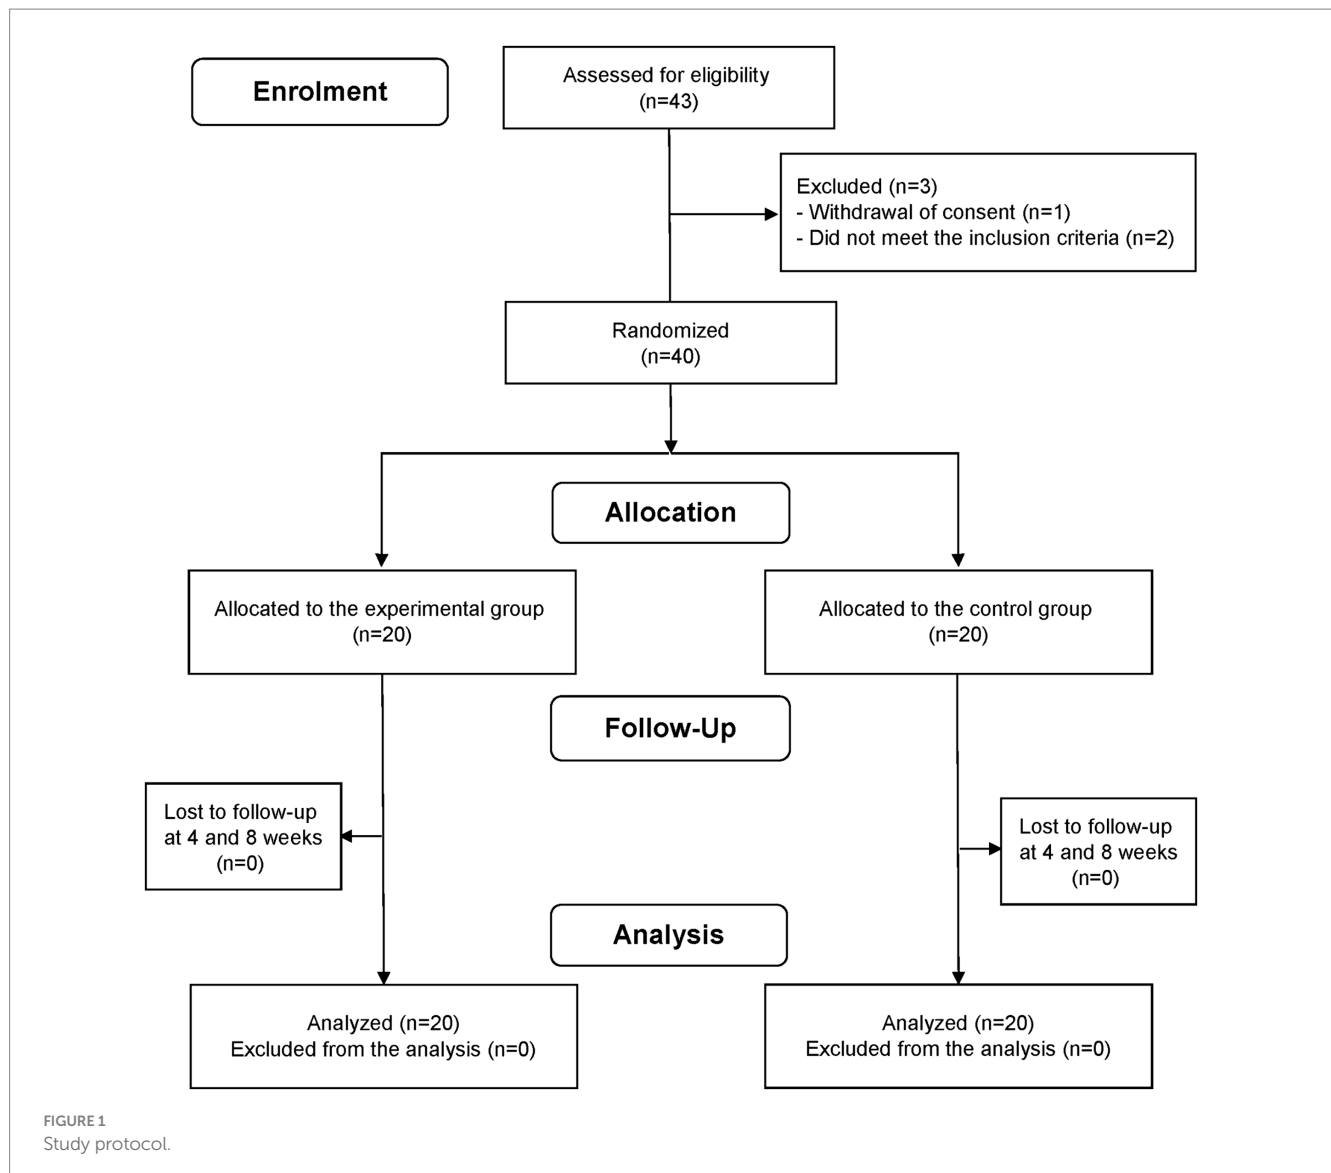 Enrolment
Assessed for eligibility
(n=43)
Excluded (n=3)
- Withdrawal of consent (n=1)
- Did not meet the inclusion criteria (n=2)
Randomized
(n=40)
Allocation
Allocated to the experimental group
(n=20)
Allocated to the control group
(n=20)
Follow-Up
Lost to follow-up
at 4 and 8 weeks
(n=0)
Lost to follow-up
at 4 and 8 weeks
(n=0)
Analysis
Analyzed (n=20)
Excluded from the analysis (n=0)
Analyzed (n=20)
Excluded from the analysis (n=0)
FIGURE 1
Study protocol.